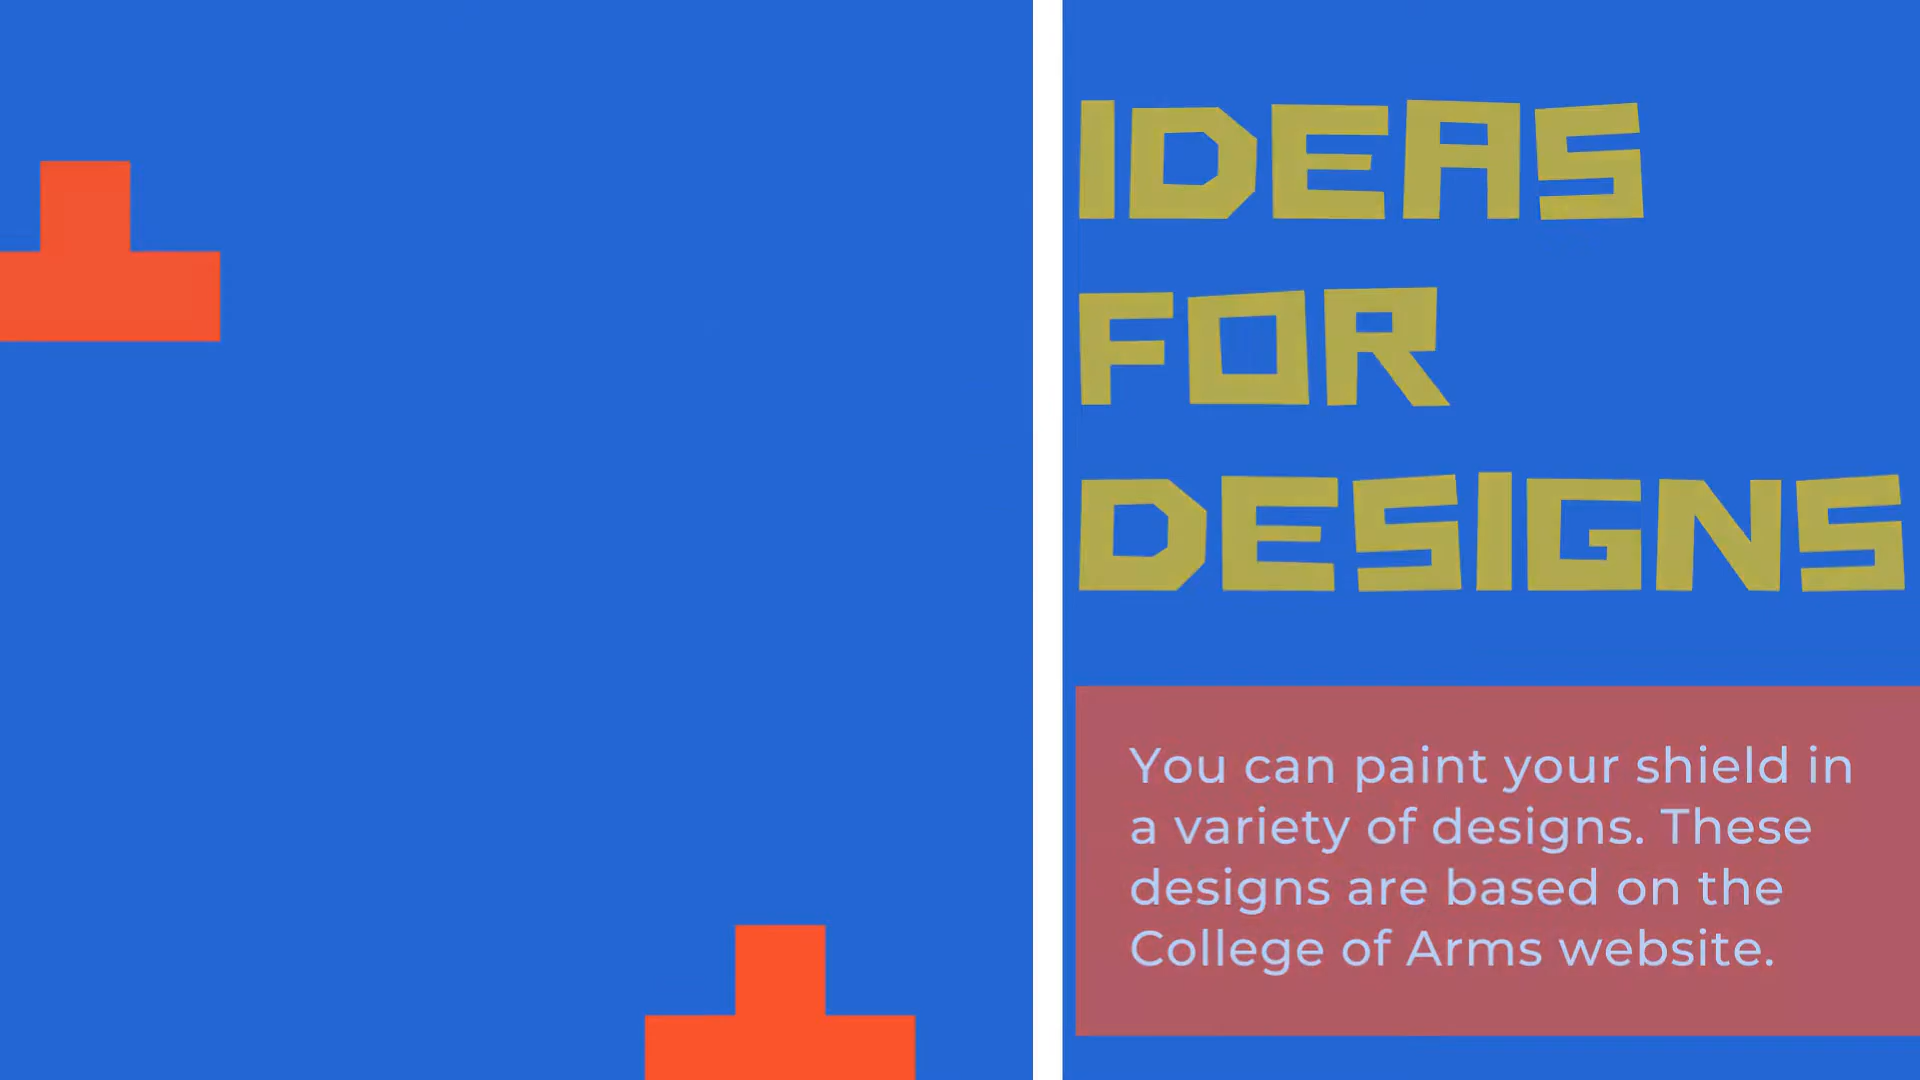 IDEAS
FOR
DESIGNS
You can paint your shield in
a variety of designs. These
designs are based on the
College of Arms website.